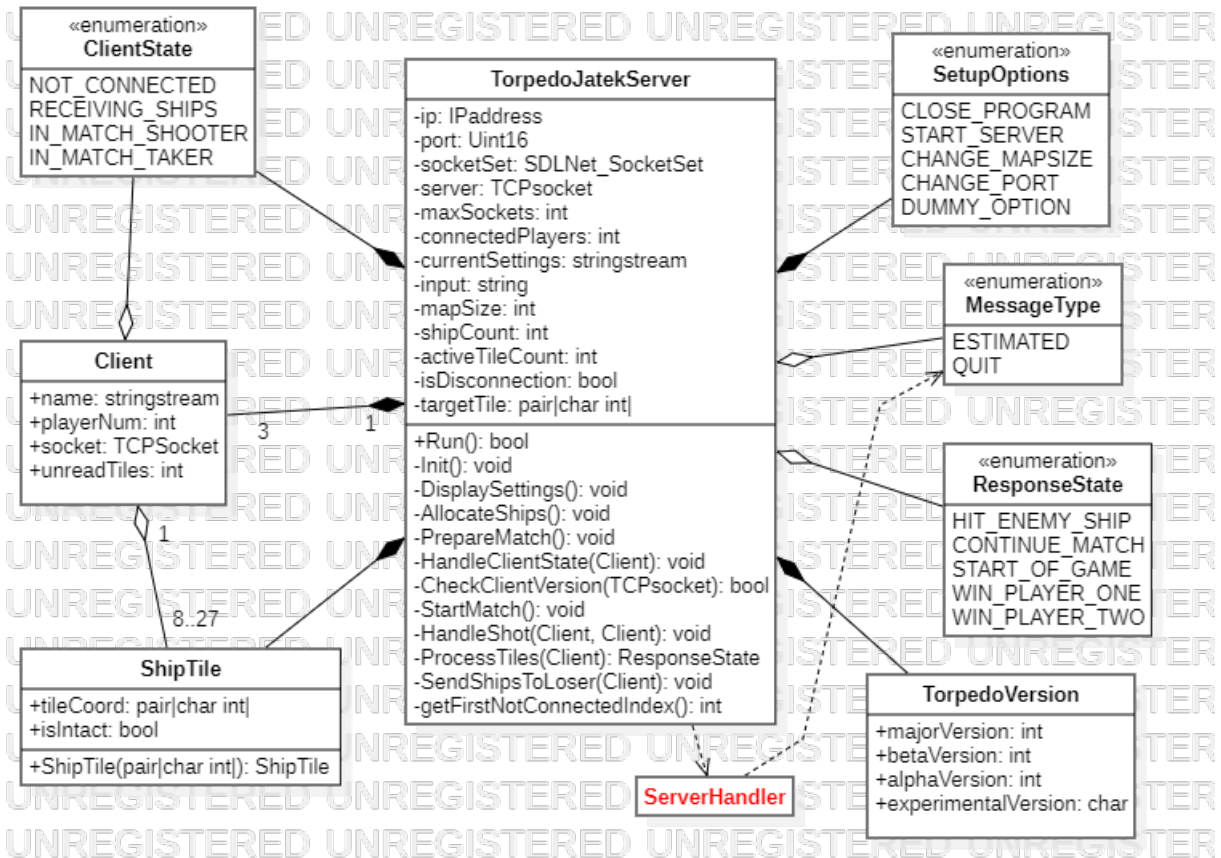 «enumeration»
ClientState
NOT_CONNECTED
RECEIVING_SHIPS
IN_MATCH_SHOOTER
IN_MATCH_TAKER
TorpedoJatekServer
-ip: IPaddress
-port: Uint16
-socketSet: SDLNet_SocketSet
-server: TCPsocket
-maxSockets: int
-connectedPlayers: int
-currentSettings: stringstream
-input: string
-mapSize: int
-shipCount: int
-activeTileCount: int
-isDisconnection: bool
-targetTile: pair|char int|
+Run(): bool
-Init(): void
-DisplaySettings(): void
-AllocateShips(): void
-PrepareMatch(): void
-HandleClientState(Client): void
-CheckClientVersion(TCPsocket): bool
-StartMatch(): void
-HandleShot(Client, Client): void
-ProcessTiles(Client): ResponseState
-SendShipsToLoser(Client): void
-getFirstNotConnectedIndex(): int
«enumeration»
SetupOptions
CLOSE_PROGRAM
START_SERVER
CHANGE_MAPSIZE
CHANGE_PORT
DUMMY_OPTION
«enumeration»
MessageType
ESTIMATED
QUIT
Client
+name: stringstream
+playerNum: int
+socket: TCPSocket
+unreadTiles: int
3
1
1
8..27
«enumeration»
ResponseState
HIT_ENEMY_SHIP
CONTINUE_MATCH
START_OF_GAME
WIN_PLAYER_ONE
WIN_PLAYER_TWO
ShipTile
+tileCoord: pair|char int|
+isIntact: bool
+ShipTile(pair|char int|): ShipTile
TorpedoVersion
+majorVersion: int
+betaVersion: int
+alphaVersion: int
+experimentalVersion: char
ServerHandler
UNREGISTERED UNREGISTERED UNREGISTERED UNREGISTER